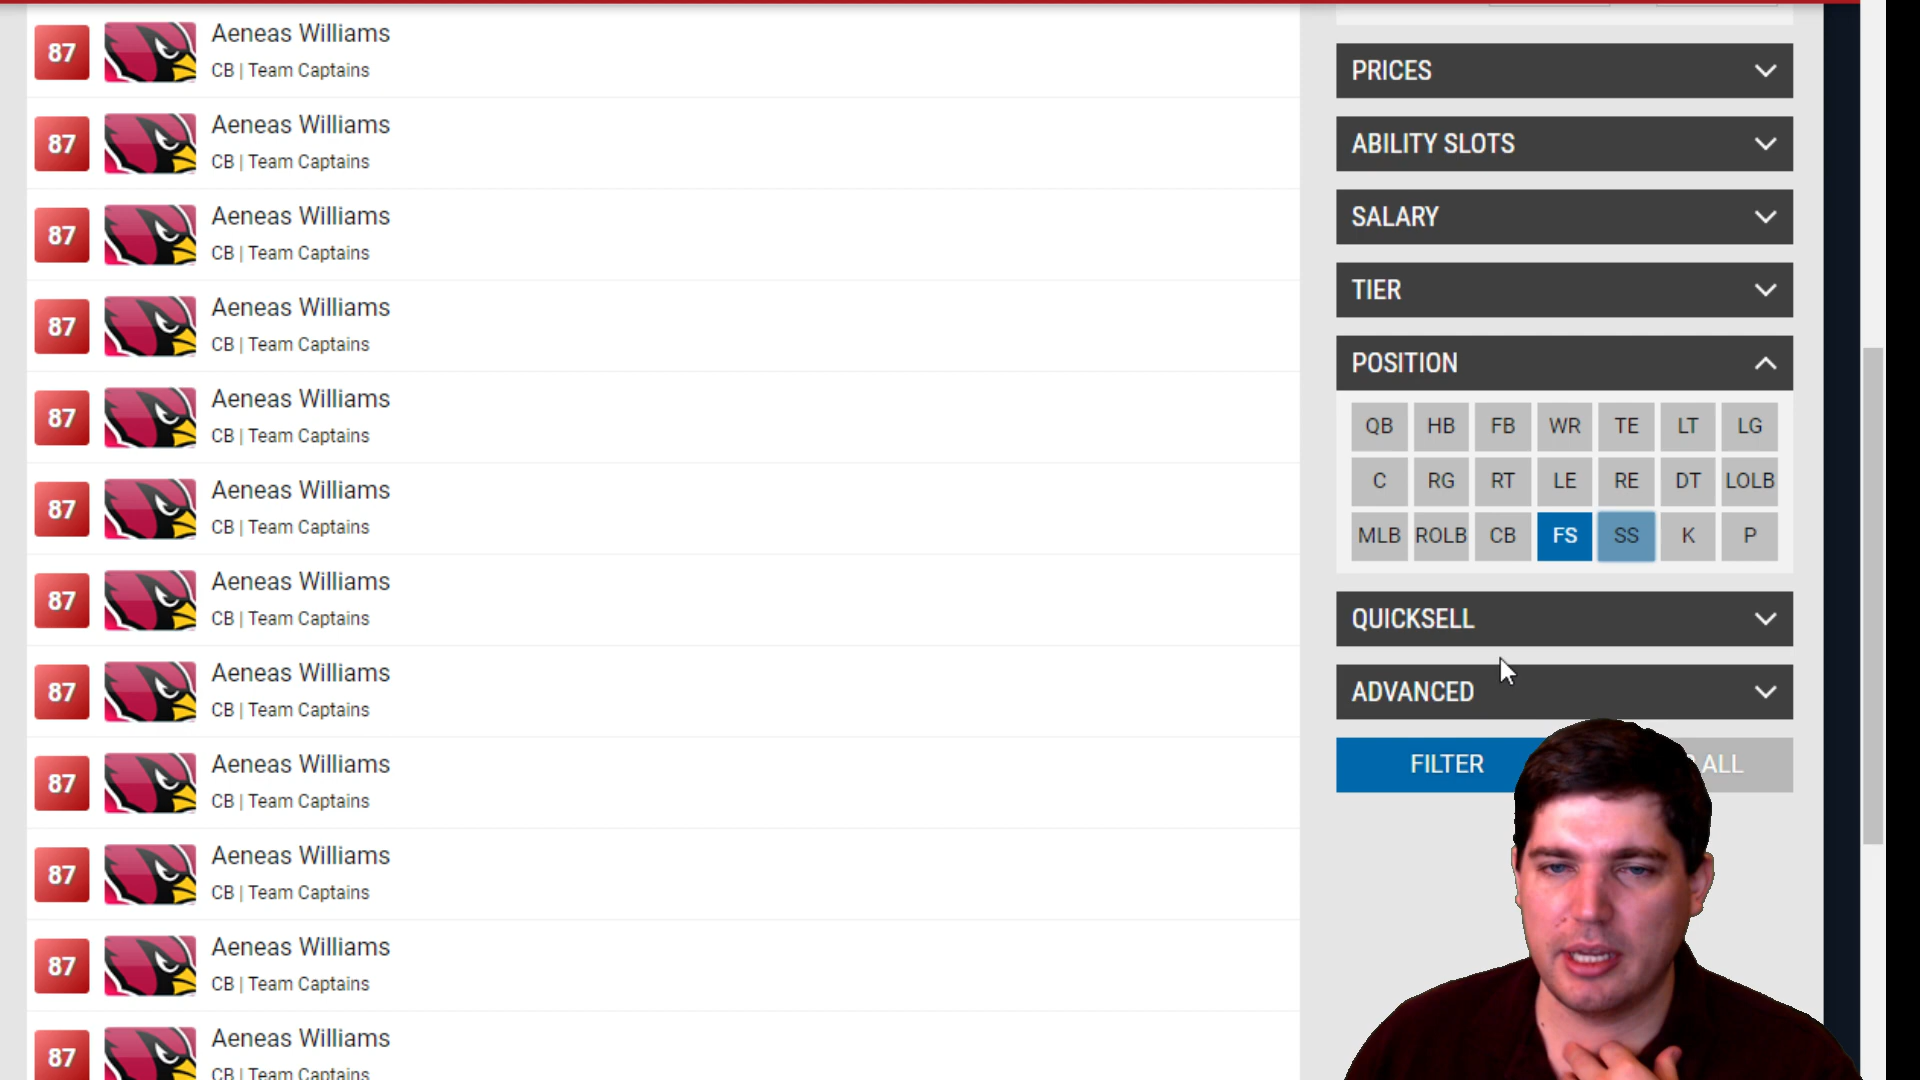 87
Aeneas Williams
CB | Team Captains
87
Aeneas Williams
CB | Team Captains
87
Aeneas Williams
CB | Team Captains
87
Aeneas Williams
CB | Team Captains
87
Aeneas Williams
CB | Team Captains
87
Aeneas Williams
CB | Team Captains
87
Aeneas Williams
CB | Team Captains
87
Aeneas Williams
CB | Team Captains
87
Aeneas Williams
CB | Team Captains
87
Aeneas Williams
CB | Team Captains
87
Aeneas Williams
CB | Team Captains
87
Aeneas Williams
CB | Team Captains
PRICES
ABILITY SLOTS
SALARY
TIER
POSITION
QB HB FB WR TE LT LG
C RG RT LE RE DT LOLB
MLB ROLB CB FS SS K P
QUICKSELL
ADVANCED
FILTER
ALL